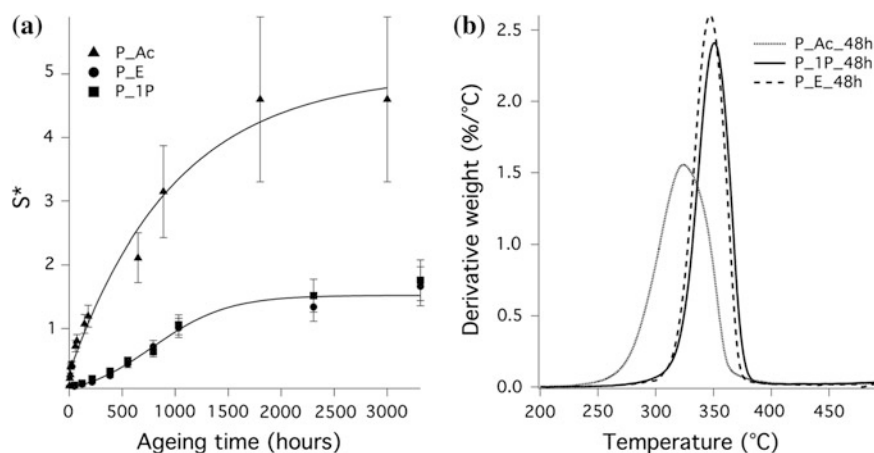 (a)
P_Ac
P_E
P_1P
S*
5
4
3
2
1
0 500 1000 1500 2000 2500 3000
Ageing time (hours)
(b)
P_Ac_48h
P_1P_48h
P_E_48h
Derivative weight (%/°C)
2.5
2.0
1.5
1.0
0.5
0.0
200 250 300 350 400 450
Temperature (°C)